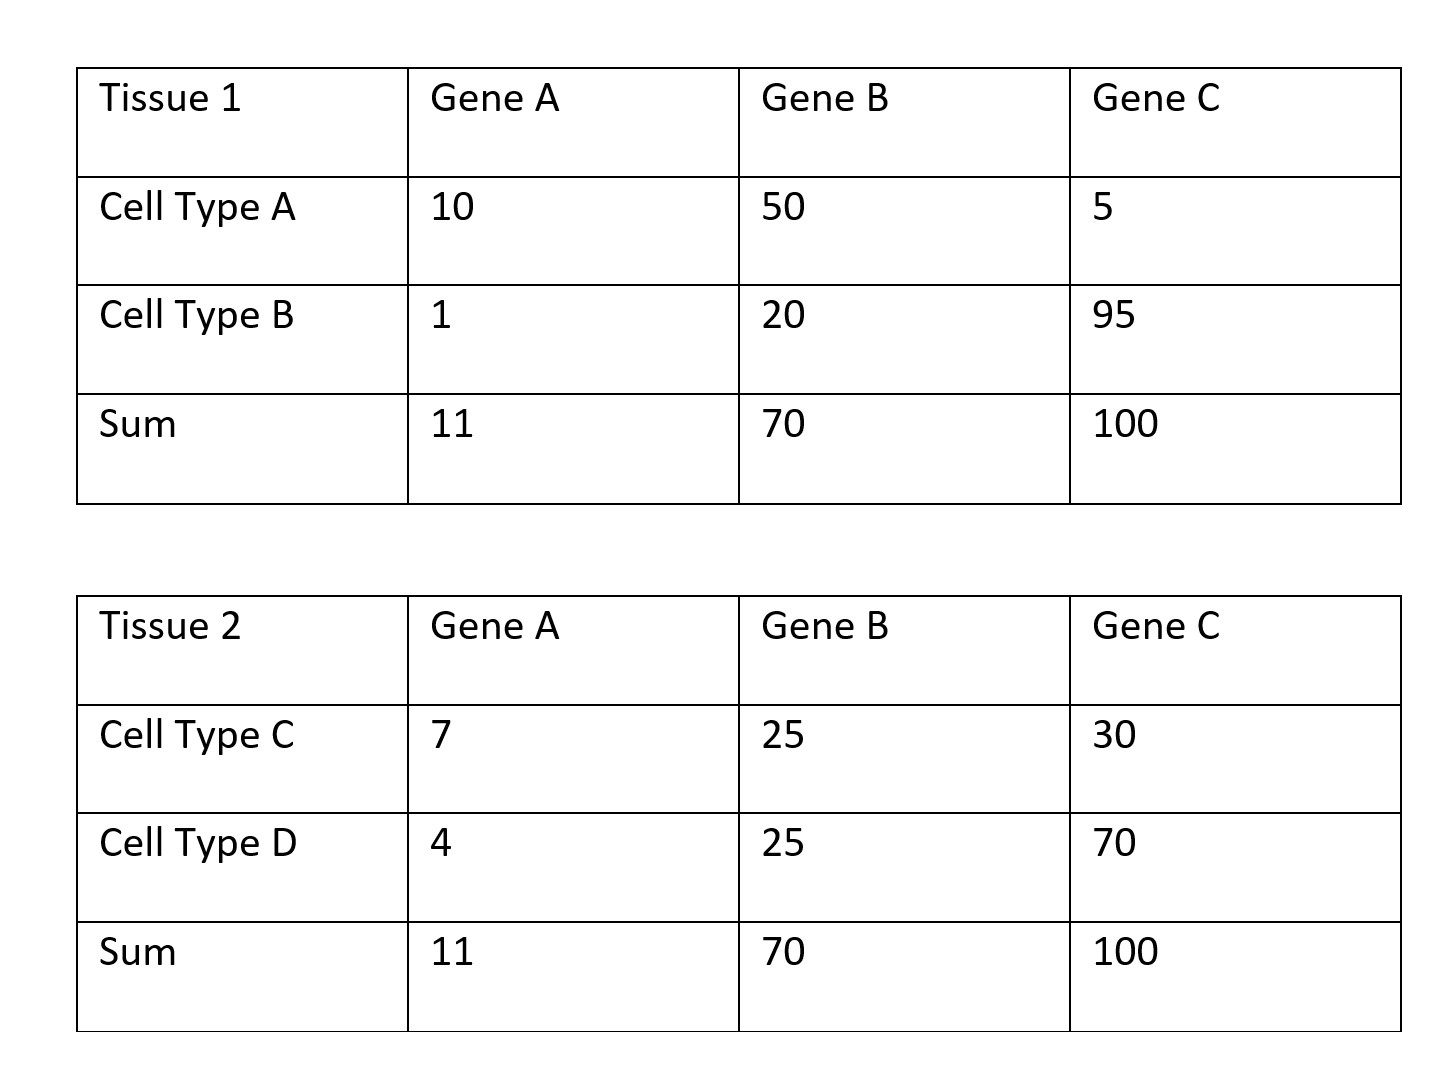 Tissue 1 Gene A Gene B Gene C
Cell Type A 10 50 5
Cell Type B 1 20 95
Sum 11 70 100
Tissue 2 Gene A Gene B Gene C
Cell Type C 7 25 30
Cell Type D 4 25 70
Sum 11 70 100